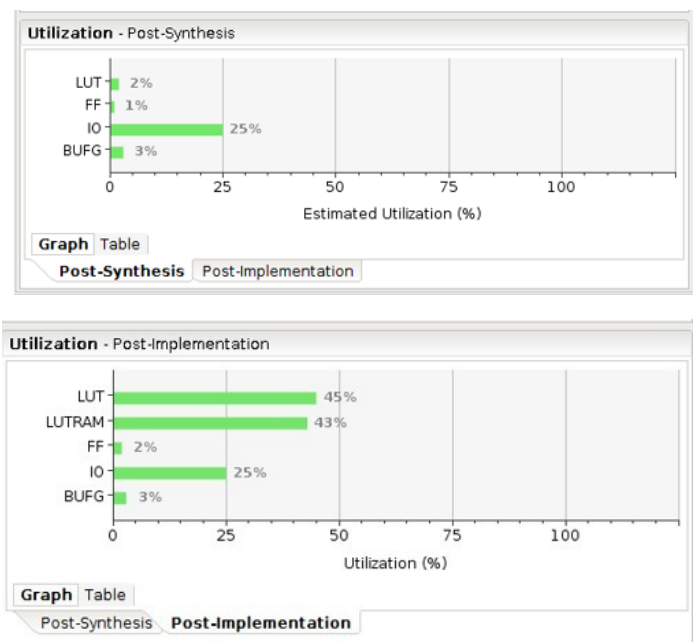 Utilization - Post-Synthesis
LUT 2%
FF 1%
IO 25%
BUFG 3%
0 25 50 75 100
Estimated Utilization (%)
Graph Table
Post-Synthesis Post-Implementation
Utilization - Post-Implementation
LUT 45%
LUTRAM 43%
FF 2%
IO 25%
BUFG 3%
0 25 50 75 100
Utilization (%)
Graph Table
Post-Synthesis Post-Implementation